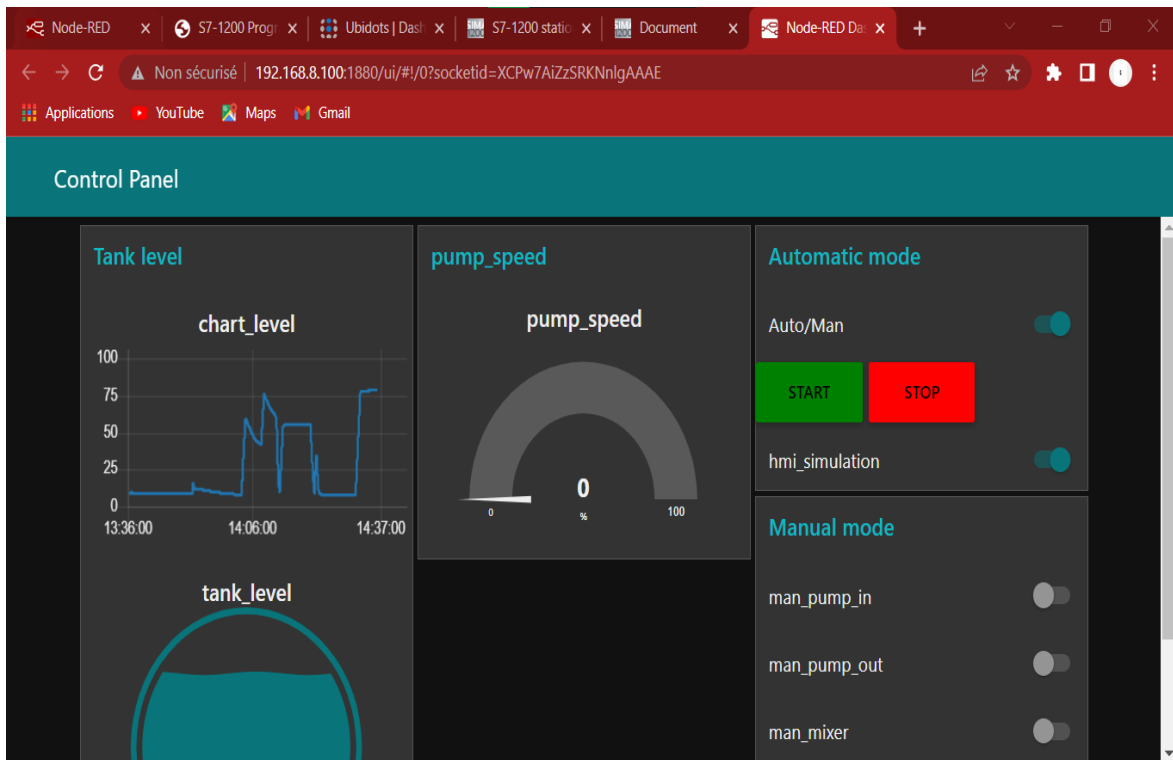 Node-RED
S7-1200 Progr
Ubidots | Dash
S7-1200 statio
Document
Node-RED Das
Non sécurisé
192.168.8.100:1880/ui/#!/0?socketid=XCPw7AiZzSRKNnlgAAAE
Applications
YouTube
Maps
Gmail
Control Panel
Tank level
chart_level
100
75
50
25
0
13:36:00
14:06:00
14:37:00
tank_level
pump_speed
pump_speed
0
0
%
100
Automatic mode
Auto/Man
START
STOP
hmi_simulation
Manual mode
man_pump_in
man_pump_out
man_mixer